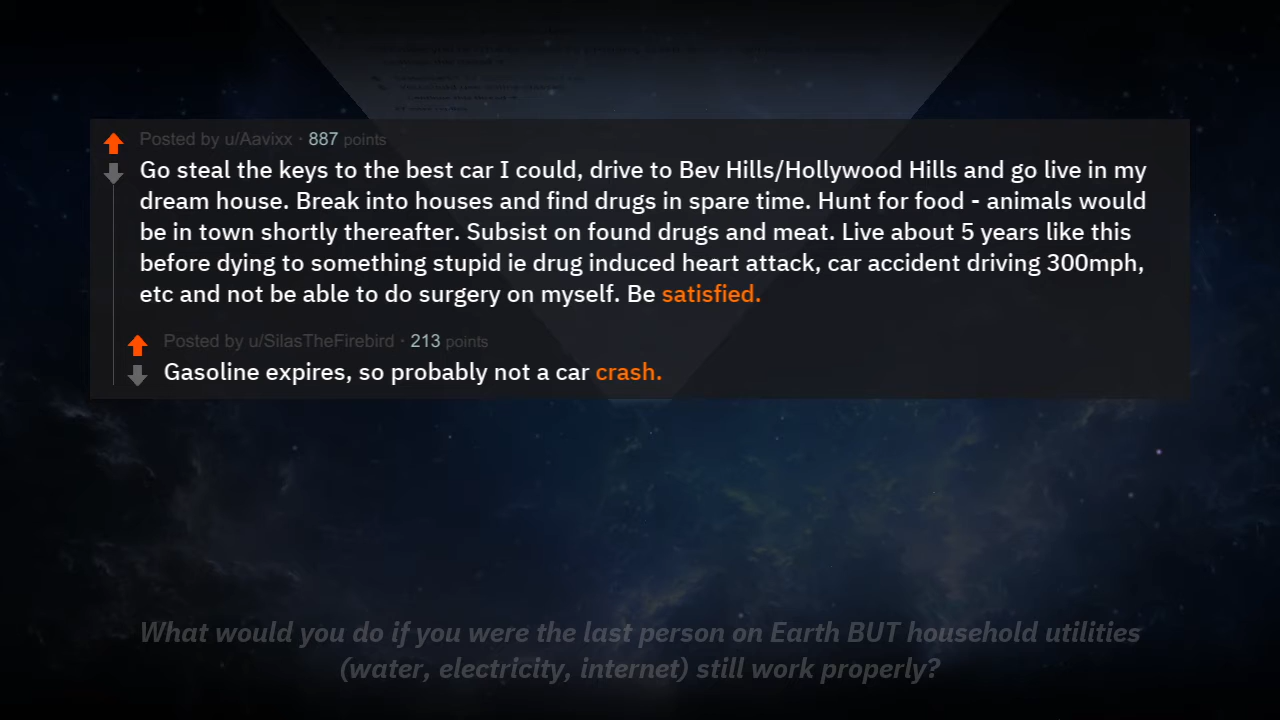 Posted by u/Aavixx · 887 points
Go steal the keys to the best car I could, drive to Bev Hills/Hollywood Hills and go live in my
dream house. Break into houses and find drugs in spare time. Hunt for food - animals would
be in town shortly thereafter. Subsist on found drugs and meat. Live about 5 years like this
before dying to something stupid ie drug induced heart attack, car accident driving 300mph,
etc and not be able to do surgery on myself. Be satisfied.
Posted by u/SilasTheFirebird · 213 points
Gasoline expires, so probably not a car crash.
What would you do if you were the last person on Earth BUT household utilities
(water, electricity, internet) still work properly?